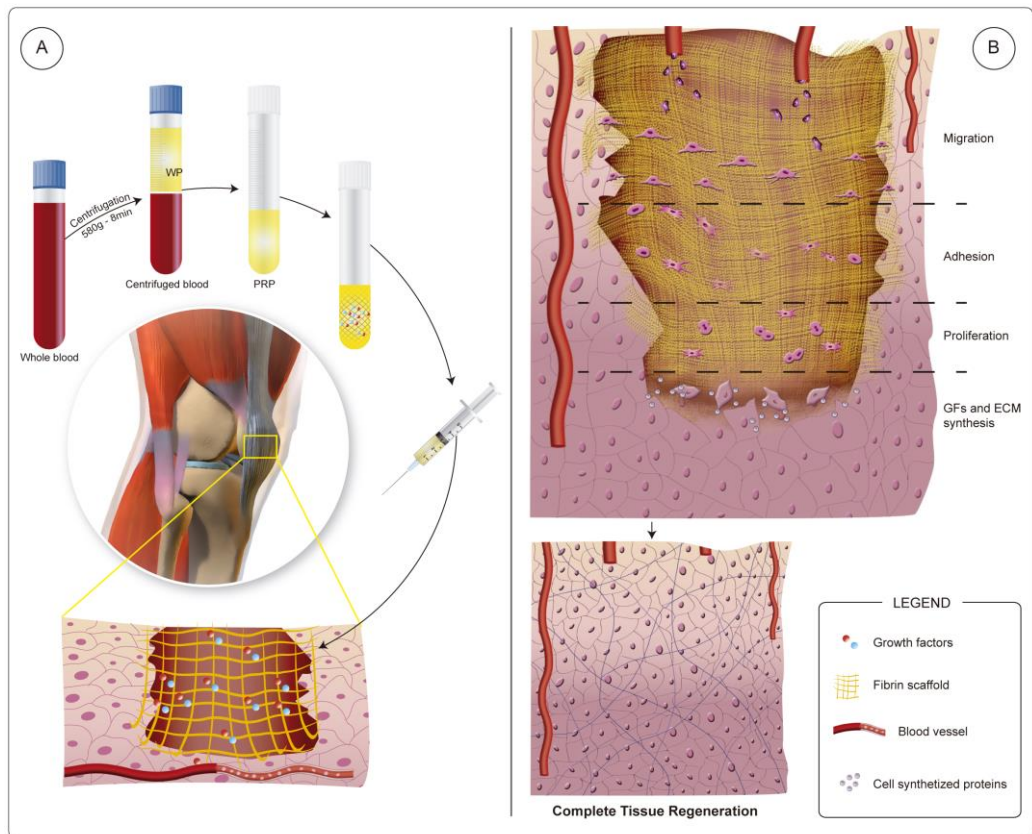 A
WP
Centrifugation
580g - 8min
Whole blood
Centrifuged blood
PRP
B
Migration
Adhesion
Proliferation
GFs and ECM
synthesis
Complete Tissue Regeneration
LEGEND
Growth factors
Fibrin scaffold
Blood vessel
Cell synthetized proteins